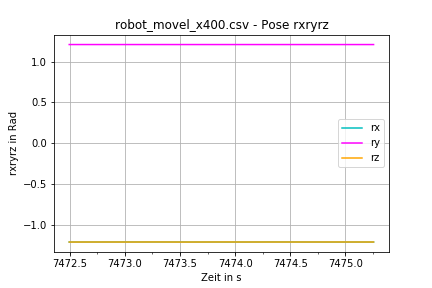 robot_movel_x400.csv - Pose rxryrz
rxryrz in Rad
1.0
0.5
0.0
−0.5
−1.0
rx
ry
rz
7472.5 7473.0 7473.5 7474.0 7474.5 7475.0
Zeit in s